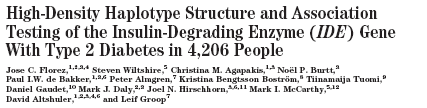 High-Density Haplotype Structure and Association
Testing of the Insulin-Degrading Enzyme (IDE) Gene
With Type 2 Diabetes in 4,206 People
Jose C. Florez,1,2,3,4 Steven Wiltshire,5 Christina M. Agapakis,1,3 Noël P. Burtt,3
Paul I.W. de Bakker,1,2,6 Peter Almgren,7 Kristina Bengtsson Boström,8 Tiinamaija Tuomi,9
Daniel Gaudet,10 Mark J. Daly,2,3 Joel N. Hirschhorn,3,6,11 Mark I. McCarthy,5,12
David Altshuler,1,2,3,4,6 and Leif Groop7